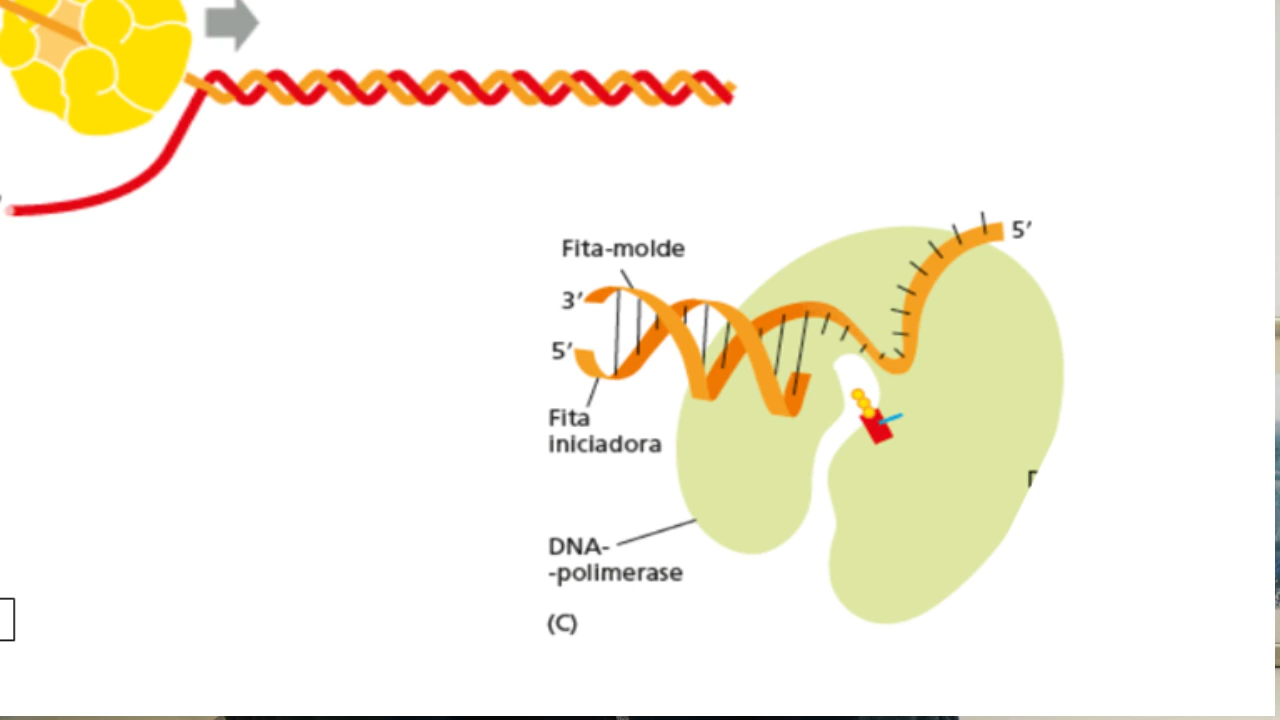 5′
Fita-molde
3′
5′
Fita
iniciadora
DNA-
-polimerase
(C)